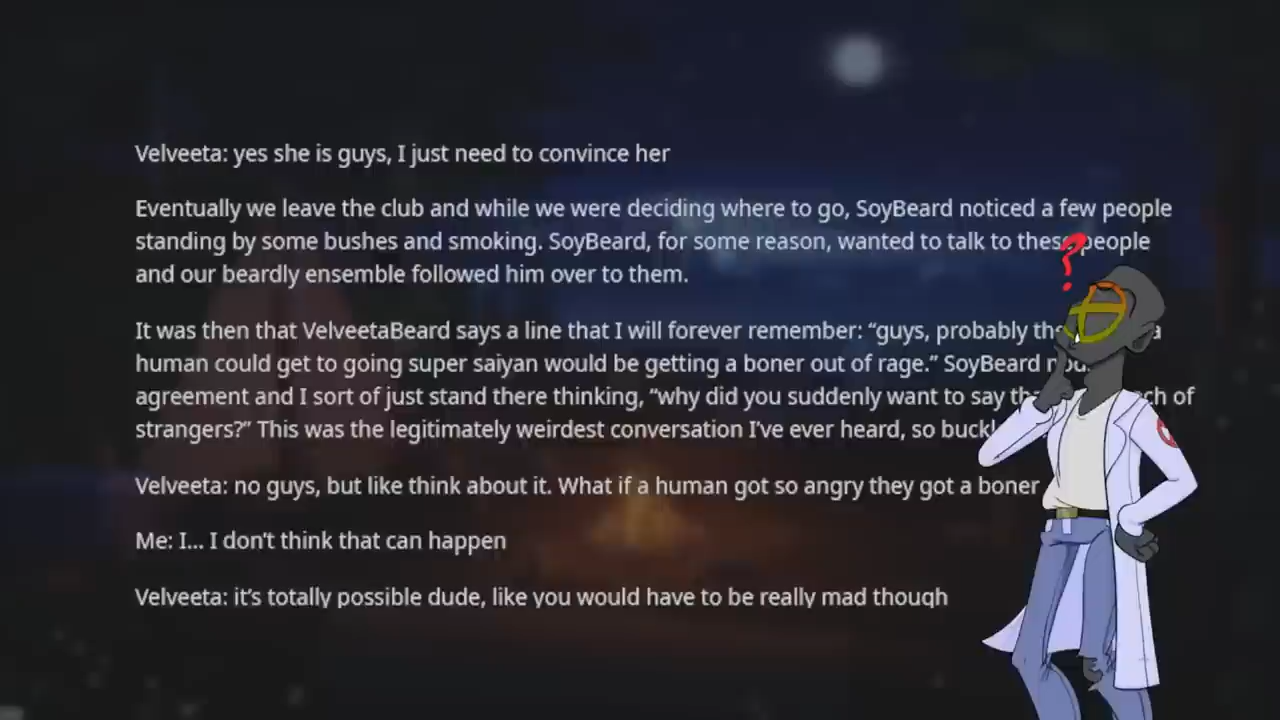 Velveeta: yes she is guys, I just need to convince her
Eventually we leave the club and while we were deciding where to go, SoyBeard noticed a few people
standing by some bushes and smoking. SoyBeard, for some reason, wanted to talk to these people
and our beardly ensemble followed him over to them.
?
It was then that VelveetaBeard says a line that I will forever remember: “guys, probably the a
human could get to going super saiyan would be getting a boner out of rage.” SoyBeard
agreement and I sort of just stand there thinking, “why did you suddenly want to say of
strangers?” This was the legitimately weirdest conversation I’ve ever heard, so
Velveeta: no guys, but like think about it. What if a human got so angry they got a boner
Me: I... I don't think that can happen
Velveeta: it’s totally possible dude, like you would have to be really mad though